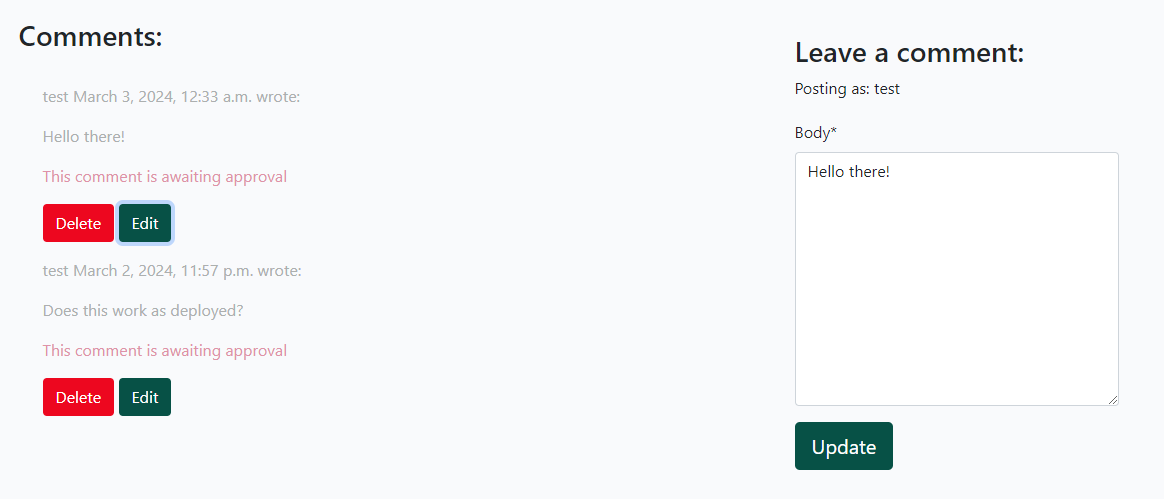 Comments:
test March 3, 2024, 12:33 a.m. wrote:
Hello there!
This comment is awaiting approval
Delete Edit
test March 2, 2024, 11:57 p.m. wrote:
Does this work as deployed?
This comment is awaiting approval
Delete Edit
Leave a comment:
Posting as: test
Body*
Hello there!
Update